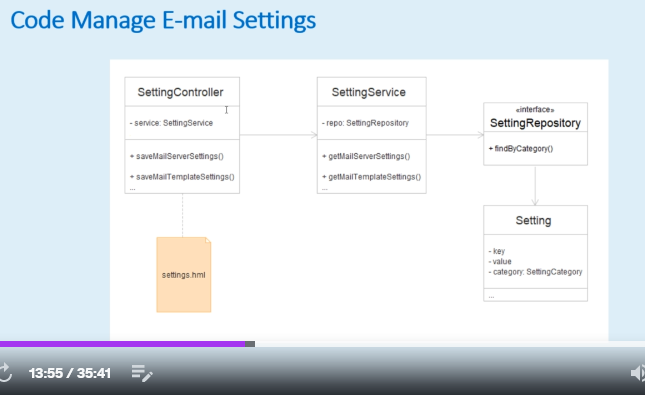 Code Manage E-mail Settings
SettingController
- service: SettingService
+ saveMailServerSettings()
+ saveMailTemplateSettings()
...
SettingService
- repo: SettingRepository
+ getMailServerSettings()
+ getMailTemplateSettings()
...
«interface»
SettingRepository
+ findByCategory()
Setting
- key
- value
- category: SettingCategory
...
settings.hml
13:55 / 35:41